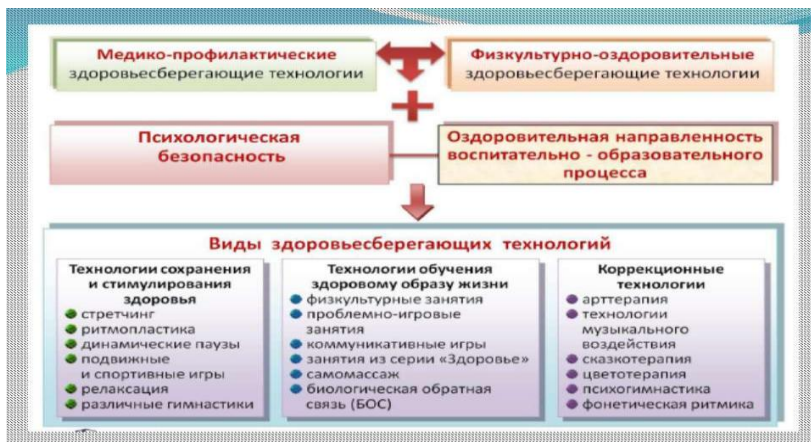 Медико-профилактические
здоровьесберегающие технологии
Физкультурно-оздоровительные
здоровьесберегающие технологии
Психологическая
безопасность
Оздоровительная направленность
воспитательно - образовательного
процесса
Виды здоровьесберегающих технологий
Технологии сохранения
и стимулирования
здоровья
стретчинг
ритмопластика
динамические паузы
подвижные
и спортивные игры
релаксация
различные гимнастики
Технологии обучения
здоровому образу жизни
физкультурные занятия
проблемно-игровые
занятия
коммуникативные игры
занятия из серии «Здоровье»
самомассаж
биологическая обратная
связь (БОС)
Коррекционные
технологии
арттерапия
технологии
музыкального
воздействия
сказкотерапия
цветотерапия
психогимнастика
фонетическая ритмика